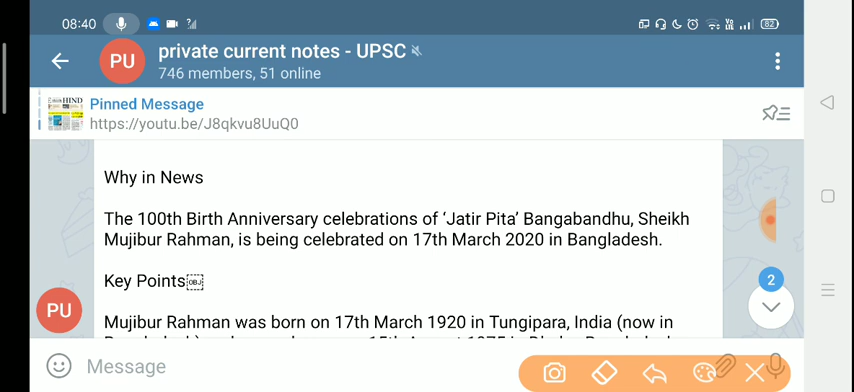 08:40
82
PU
private current notes - UPSC
746 members, 51 online
HIND
Pinned Message
https://youtu.be/J8qkvu8UuQ0
Why in News
The 100th Birth Anniversary celebrations of ‘Jatir Pita’ Bangabandhu, Sheikh
Mujibur Rahman, is being celebrated on 17th March 2020 in Bangladesh.
Key Points
2
PU
Mujibur Rahman was born on 17th March 1920 in Tungipara, India (now in
Message